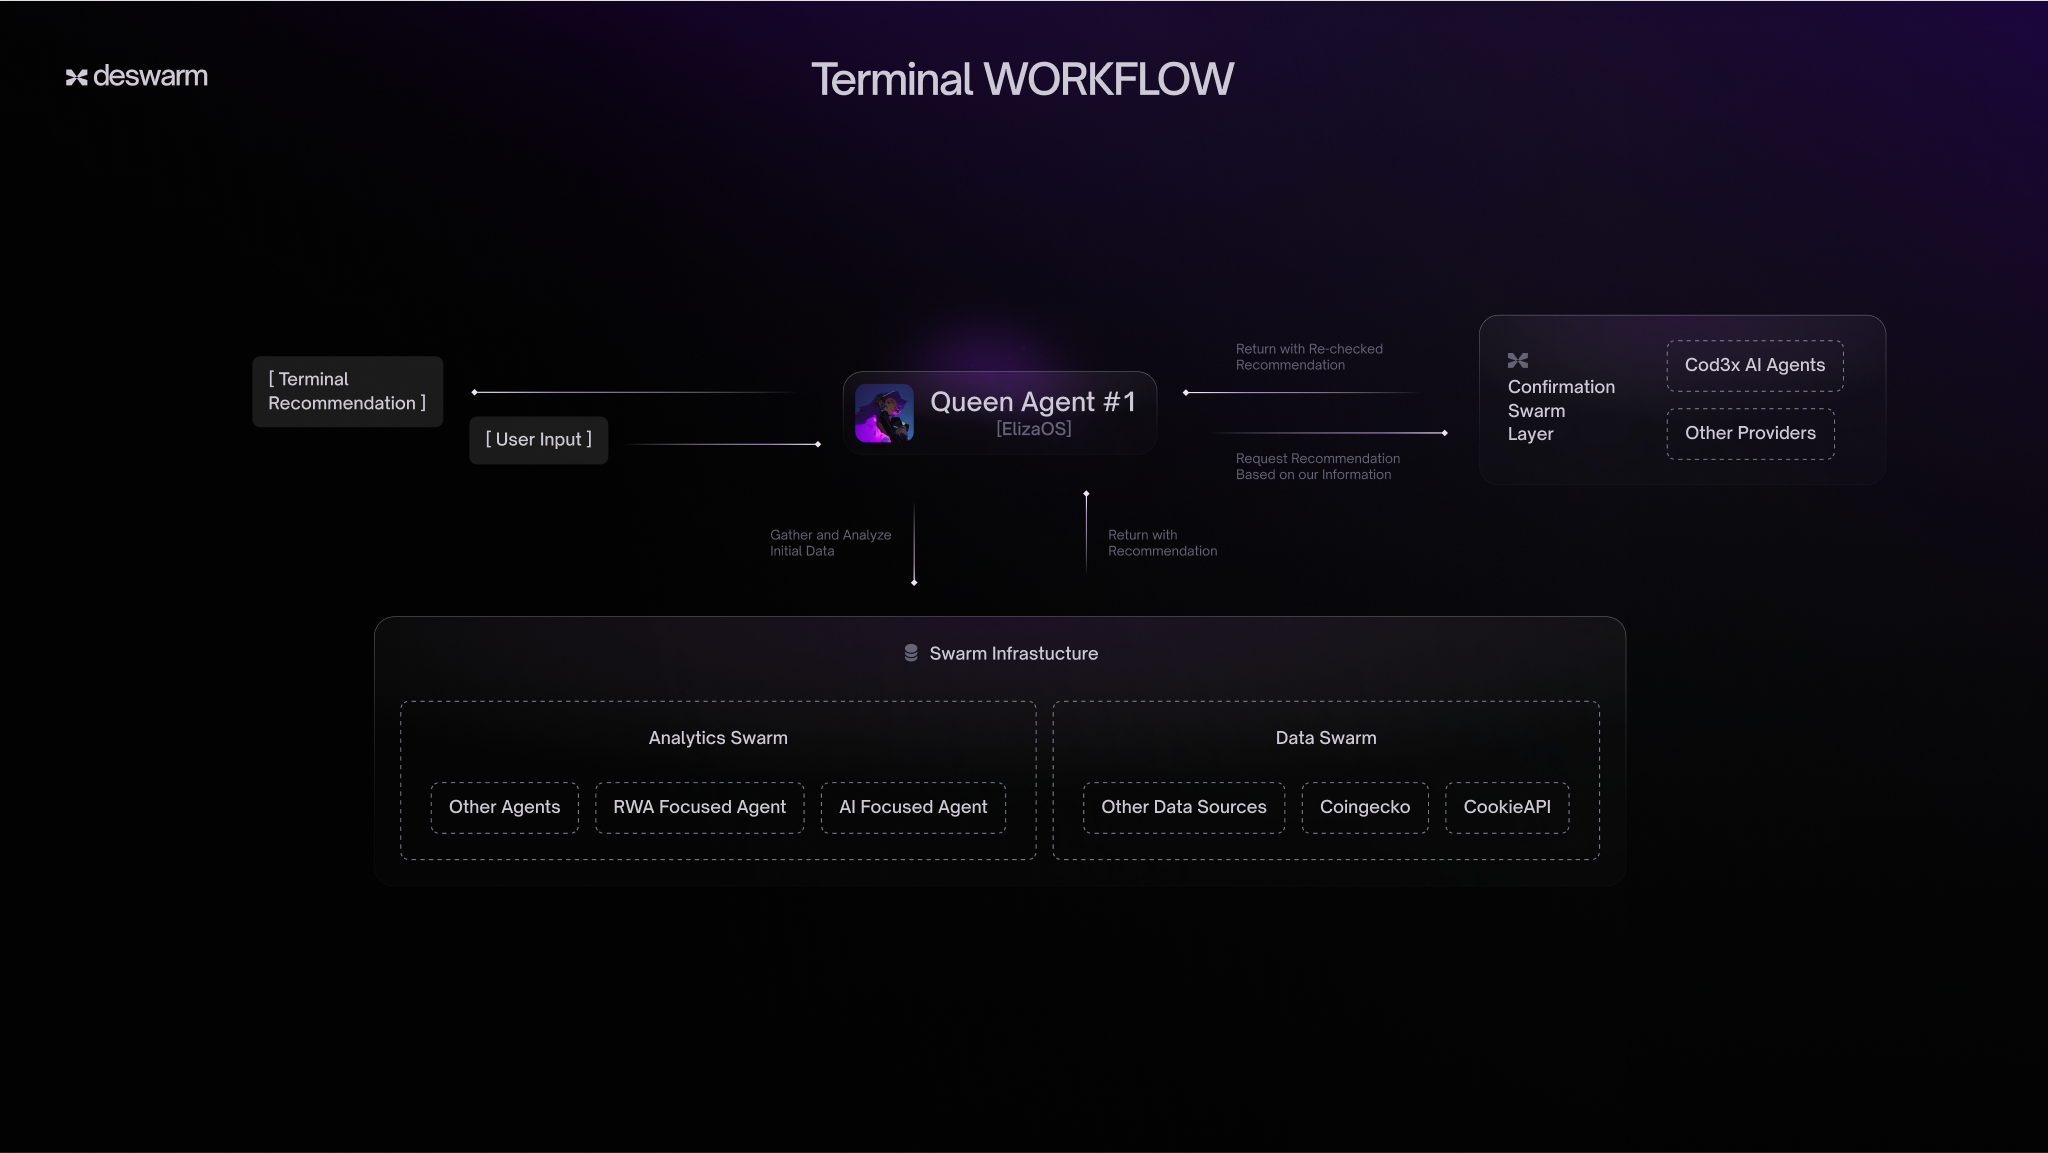 deswarm
Terminal WORKFLOW
[ Terminal
Recommendation ]
[ User Input ]
Queen Agent #1
[ElizaOS]
Return with Re-checked
Recommendation
Request Recommendation
Based on our Information
Confirmation
Swarm
Layer
Cod3x AI Agents
Other Providers
Gather and Analyze
Initial Data
Return with
Recommendation
Swarm Infrastucture
Analytics Swarm
Other Agents
RWA Focused Agent
AI Focused Agent
Data Swarm
Other Data Sources
Coingecko
CookieAPI